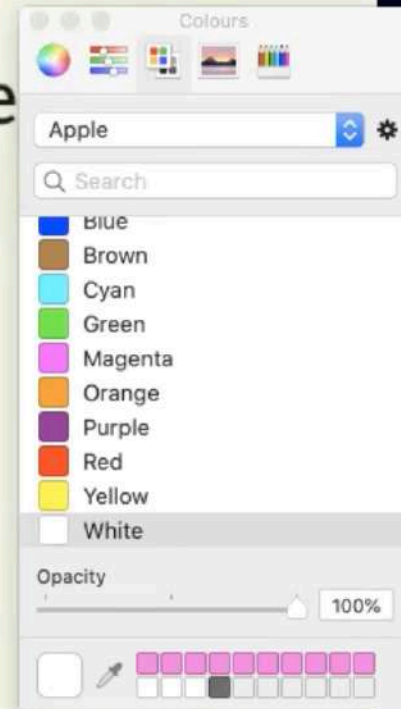 Colours
e
Apple
Search
Blue
Brown
Cyan
Green
Magenta
Orange
Purple
Red
Yellow
White
Opacity
100%